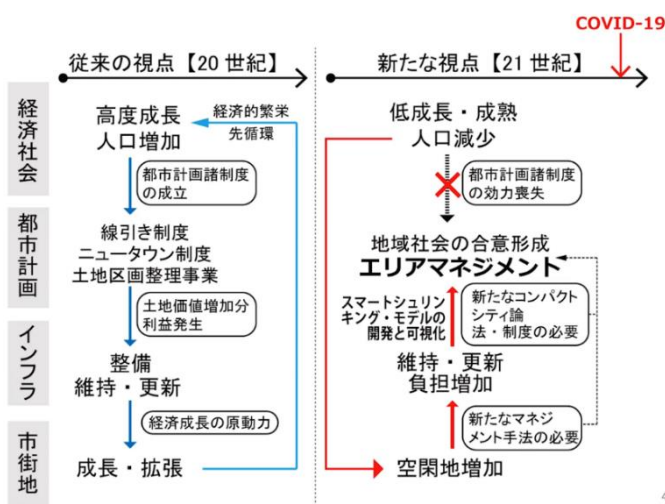 COVID-19
従来の視点【20世紀】
新たな視点【21世紀】
経済社会
高度成長
人口増加
経済的繁栄
先循環
都市計画諸制度
の成立
低成長・成熟
人口減少
都市計画諸制度
の効力喪失
都市計画
線引き制度
ニュータウン制度
土地区画整理事業
土地価値増加分
利益発生
地域社会の合意形成
エリアマネジメント
スマートシュリン
キング・モデルの
開発と可視化
新たなコンパクト
シティ論
法・制度の必要
インフラ
整備
維持・更新
経済成長の原動力
維持・更新
負担増加
新たなマネジ
メント手法の必要
市街地
成長・拡張
空閑地増加